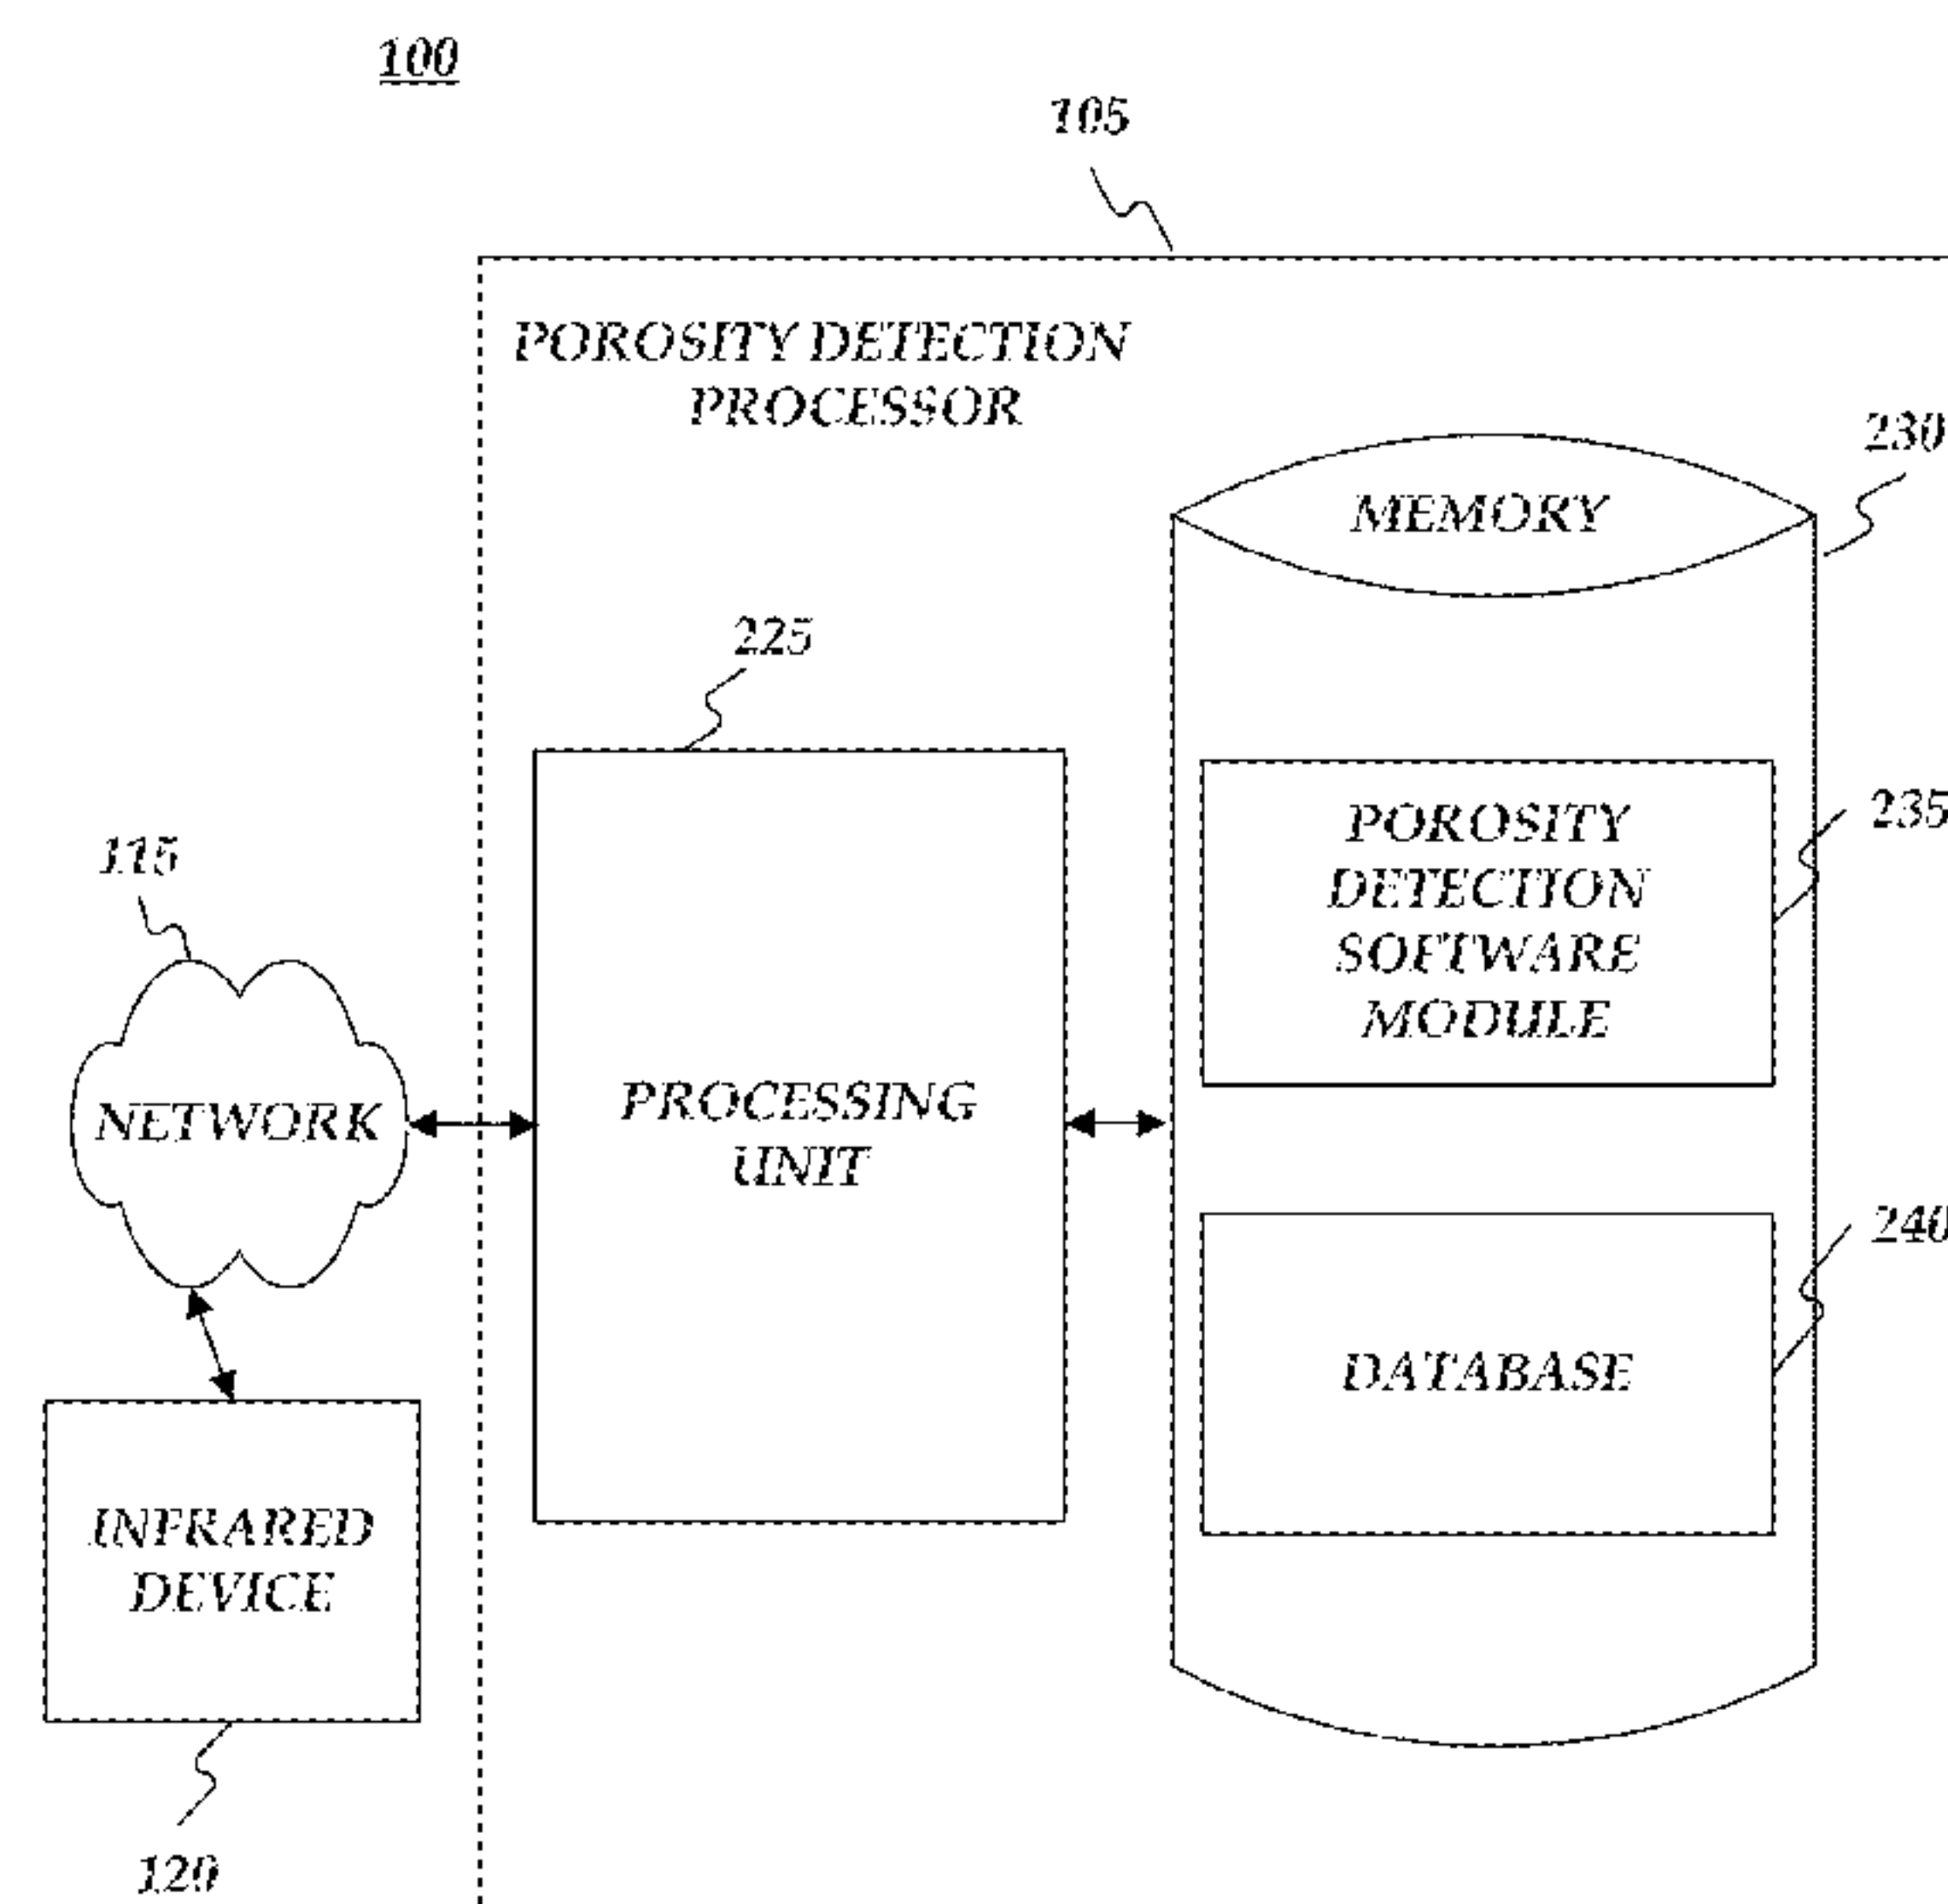 100
105
POROSITY DETECTION
PROCESSOR
230
MEMORY
225
235
POROSITY
DETECTION
SOFTWARE
MODULE
115
NETWORK
PROCESSING
UNIT
240
DATABASE
INFRARED
DEVICE
120